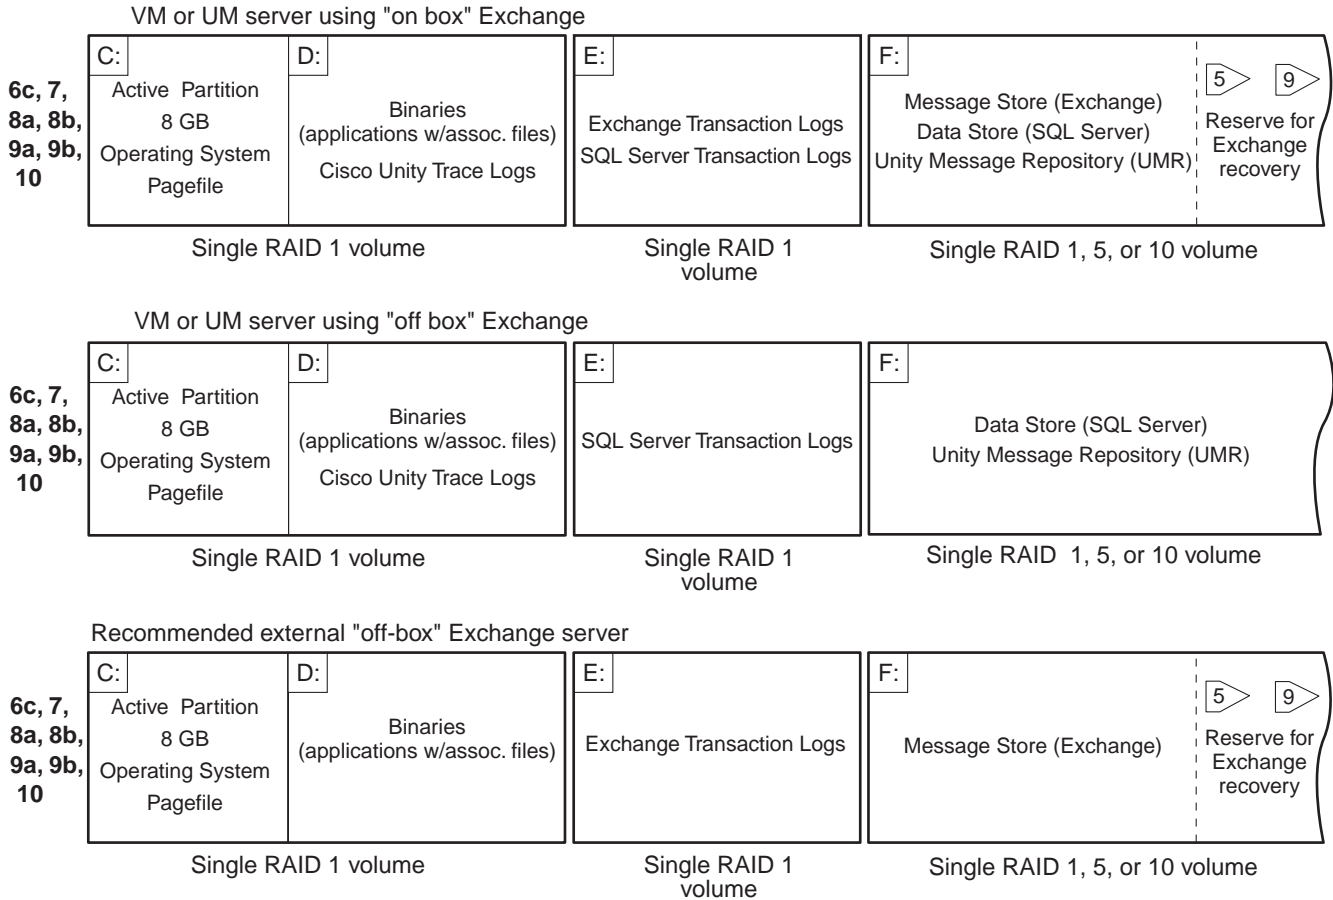 VM or UM server using "on box" Exchange
6c, 7,
8a, 8b,
9a, 9b,
10
C:
Active Partition
8 GB
Operating System
Pagefile
D:
Binaries
(applications w/assoc. files)
Cisco Unity Trace Logs
E:
Exchange Transaction Logs
SQL Server Transaction Logs
F:
Message Store (Exchange)
Data Store (SQL Server)
Unity Message Repository (UMR)
5
9
Reserve for
Exchange
recovery
Single RAID 1 volume
Single RAID 1
volume
Single RAID 1, 5, or 10 volume
VM or UM server using "off box" Exchange
6c, 7,
8a, 8b,
9a, 9b,
10
C:
Active Partition
8 GB
Operating System
Pagefile
D:
Binaries
(applications w/assoc. files)
Cisco Unity Trace Logs
E:
SQL Server Transaction Logs
F:
Data Store (SQL Server)
Unity Message Repository (UMR)
Single RAID 1 volume
Single RAID 1
volume
Single RAID 1, 5, or 10 volume
Recommended external "off-box" Exchange server
6c, 7,
8a, 8b,
9a, 9b,
10
C:
Active Partition
8 GB
Operating System
Pagefile
D:
Binaries
(applications w/assoc. files)
E:
Exchange Transaction Logs
F:
Message Store (Exchange)
5
9
Reserve for
Exchange
recovery
Single RAID 1 volume
Single RAID 1
volume
Single RAID 1, 5, or 10 volume